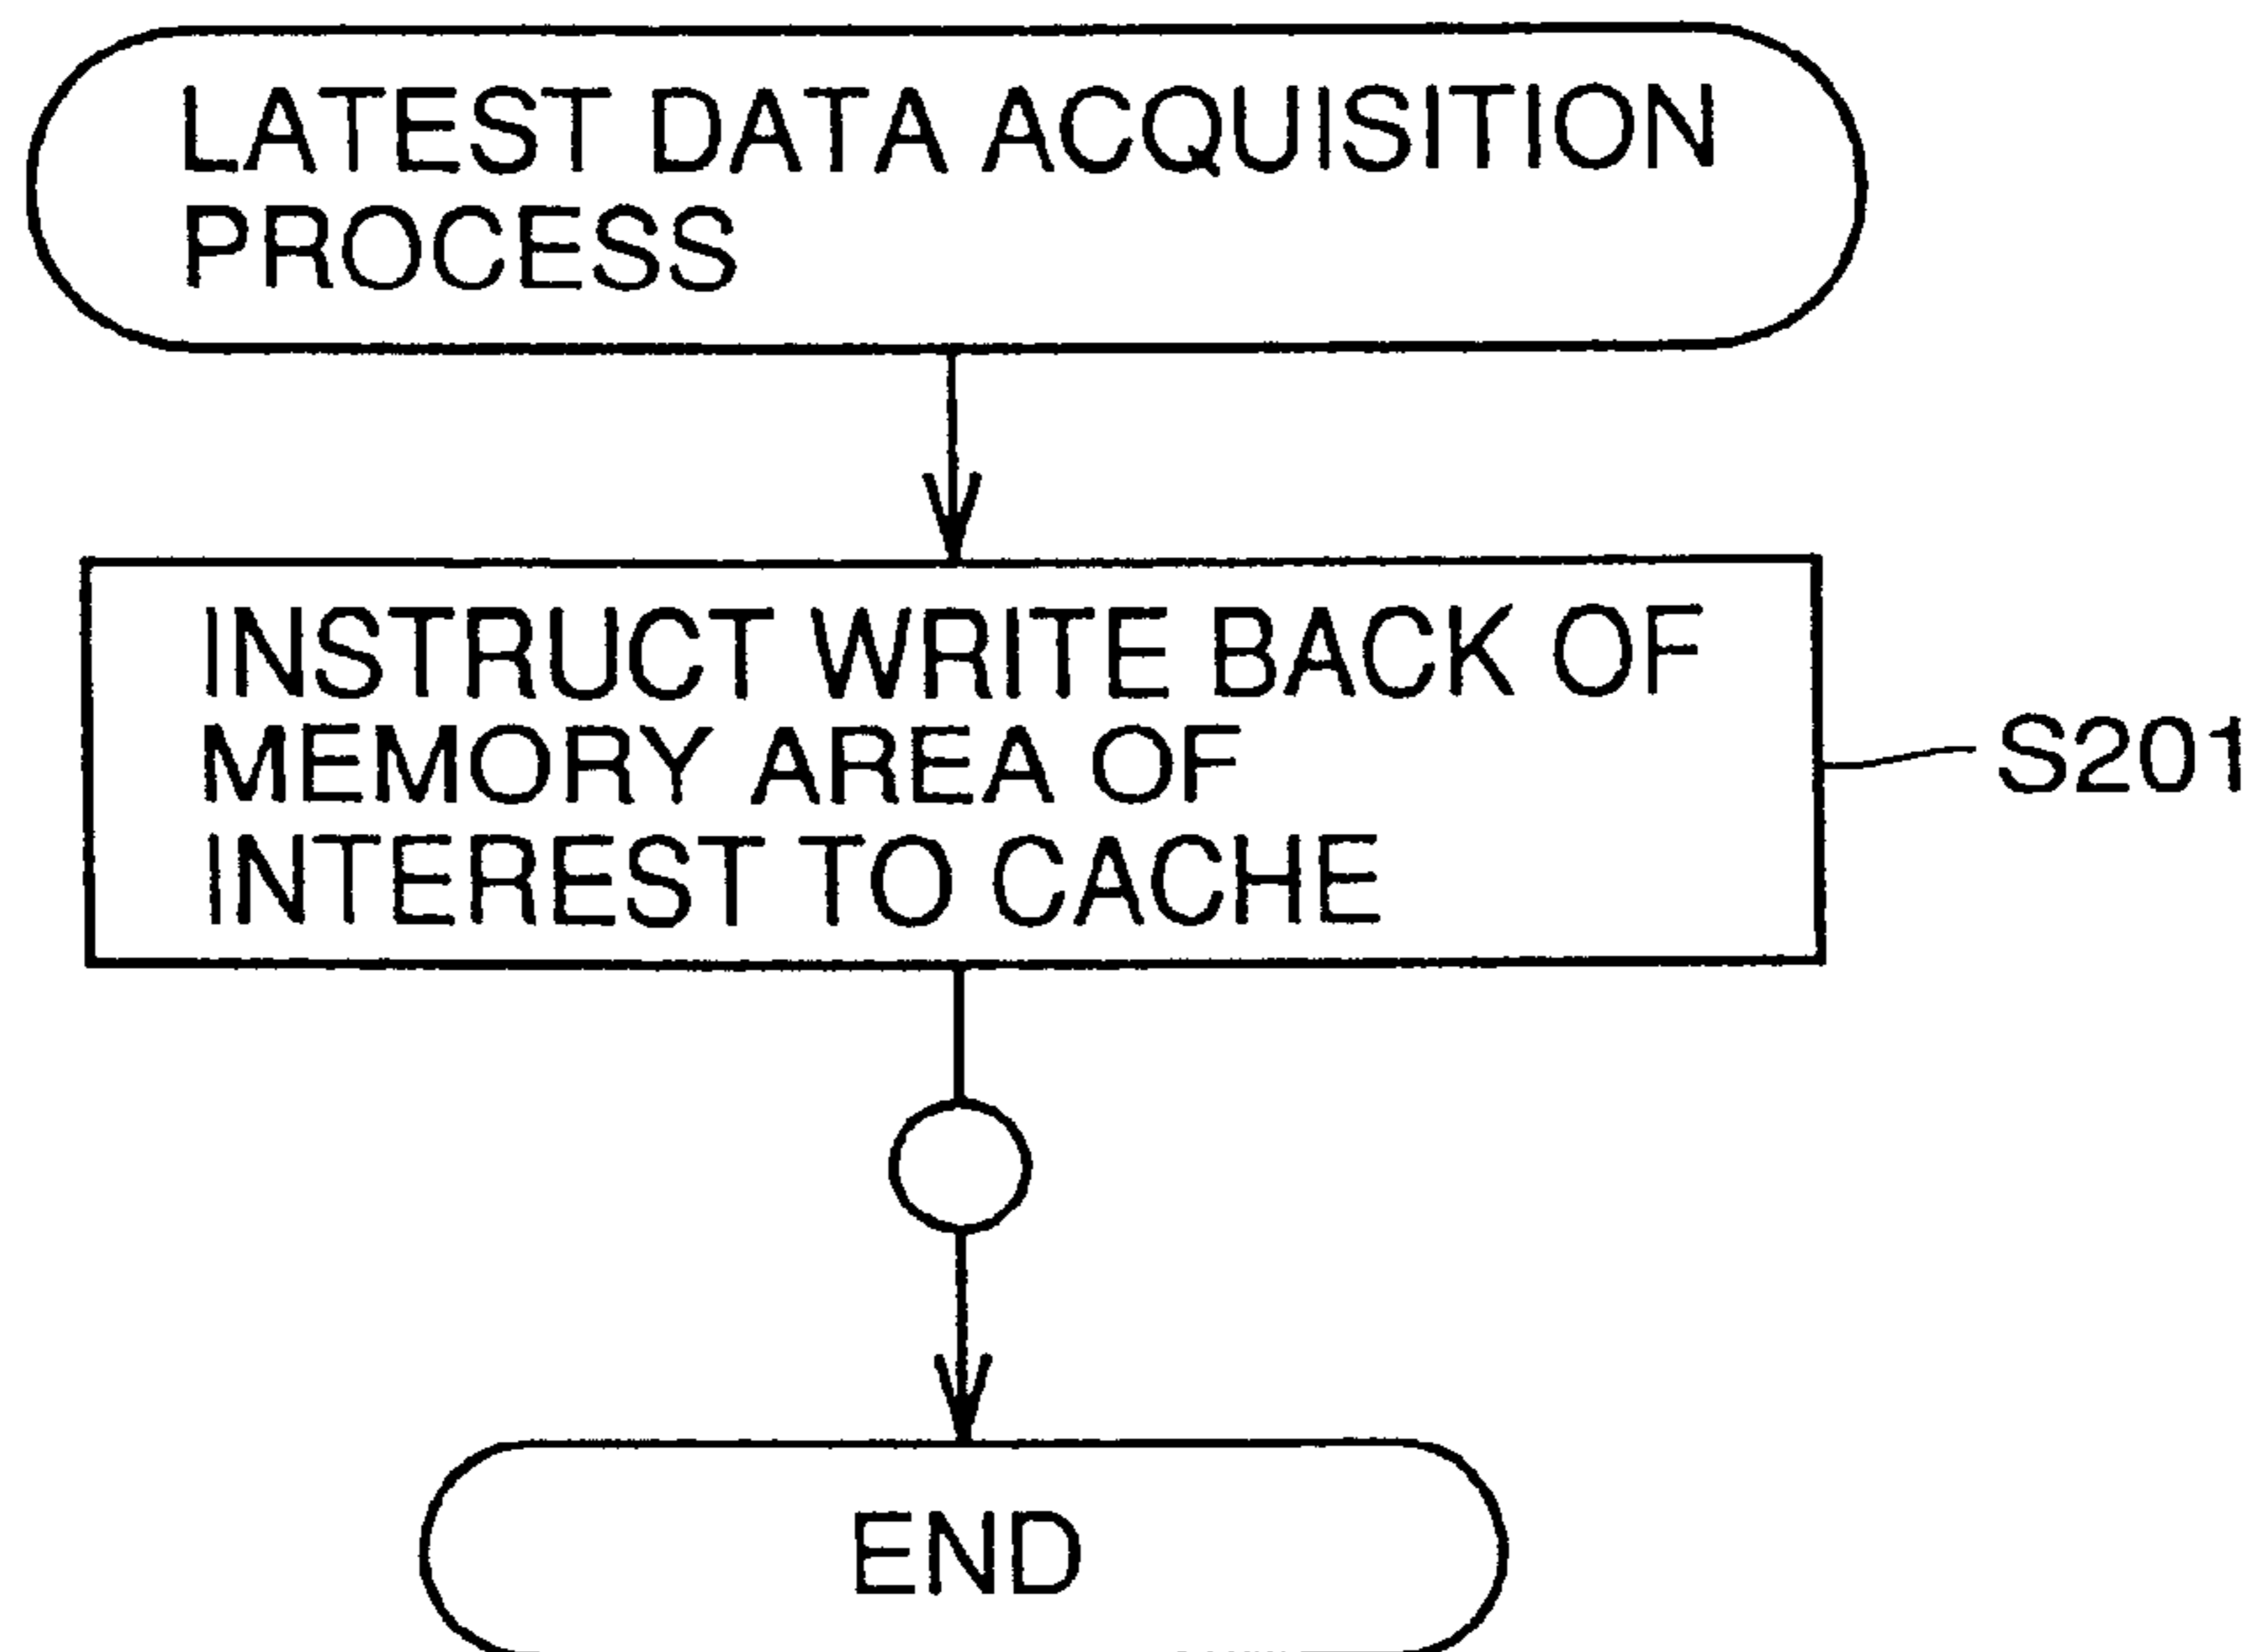 LATEST DATA ACQUISITION
PROCESS
INSTRUCT WRITE BACK OF
MEMORY AREA OF
INTEREST TO CACHE
S201
END